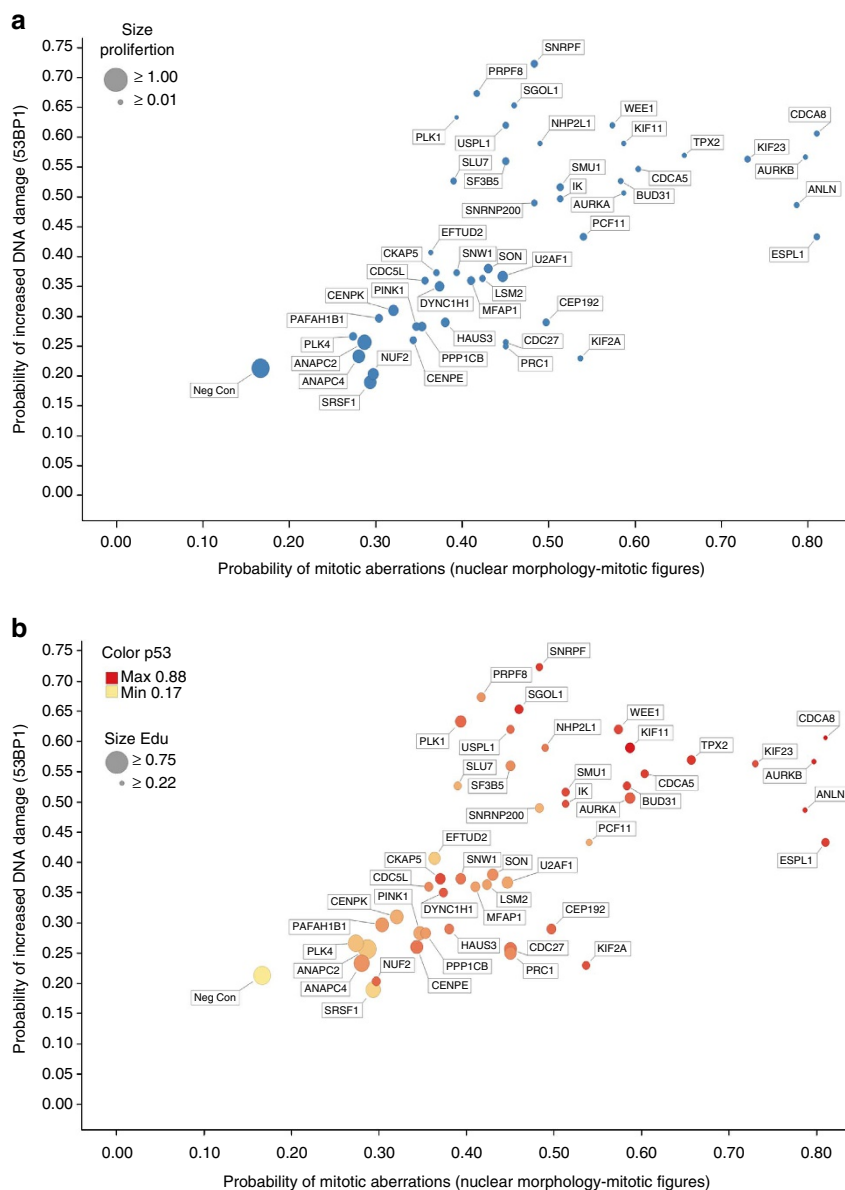 a
Size
prolifertion
≥ 1.00
≥ 0.01
Probability of increased DNA damage (53BP1)
0.75
0.70
0.65
0.60
0.55
0.50
0.45
0.40
0.35
0.30
0.25
0.20
0.15
0.10
0.05
0.00
SNRPF
PRPF8
SGOL1
PLK1
USPL1
NHP2L1
WEE1
KIF11
CDCA8
TPX2
KIF23
AURKB
SLU7
SF3B5
SMU1
IK
CDCA5
AURKA
BUD31
ANLN
SNRNP200
PCF11
ESPL1
EFTUD2
CKAP5
SNW1
SON
U2AF1
CDC5L
CENPK
PINK1
DYNC1H1
LSM2
MFAP1
PAFAH1B1
CEP192
HAUS3
CDC27
KIF2A
PLK4
ANAPC2
NUF2
PPP1CB
PRC1
ANAPC4
CENPE
Neg Con
SRSF1
0.00 0.10 0.20 0.30 0.40 0.50 0.60 0.70 0.80
Probability of mitotic aberrations (nuclear morphology-mitotic figures)
b
Color p53
Max 0.88
Min 0.17
Size Edu
≥ 0.75
≥ 0.22
Probability of increased DNA damage (53BP1)
0.75
0.70
0.65
0.60
0.55
0.50
0.45
0.40
0.35
0.30
0.25
0.20
0.15
0.10
0.05
0.00
SNRPF
PRPF8
SGOL1
PLK1
USPL1
NHP2L1
WEE1
KIF11
CDCA8
TPX2
KIF23
AURKB
SLU7
SF3B5
SMU1
IK
CDCA5
AURKA
BUD31
ANLN
SNRNP200
PCF11
ESPL1
EFTUD2
CKAP5
SNW1
SON
U2AF1
CDC5L
CENPK
PINK1
DYNC1H1
LSM2
MFAP1
PAFAH1B1
CEP192
HAUS3
CDC27
KIF2A
PLK4
ANAPC2
NUF2
PPP1CB
PRC1
ANAPC4
CENPE
Neg Con
SRSF1
0.00 0.10 0.20 0.30 0.40 0.50 0.60 0.70 0.80
Probability of mitotic aberrations (nuclear morphology-mitotic figures)